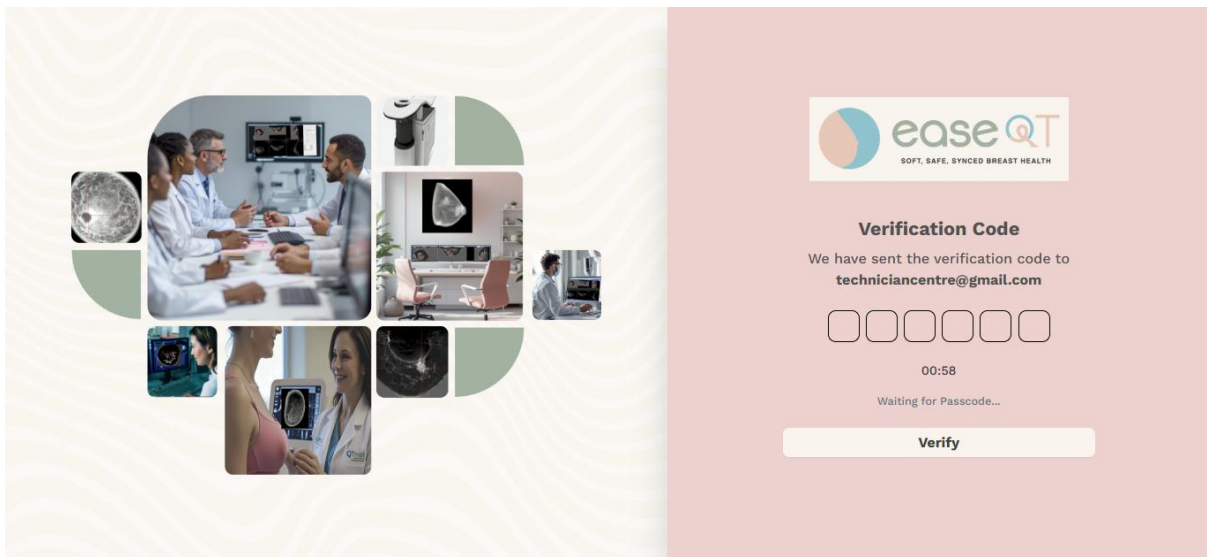 ease QT
SOFT, SAFE, SYNCED BREAST HEALTH
Verification Code
We have sent the verification code to
techniciancentre@gmail.com
00:58
Waiting for Passcode...
Verify